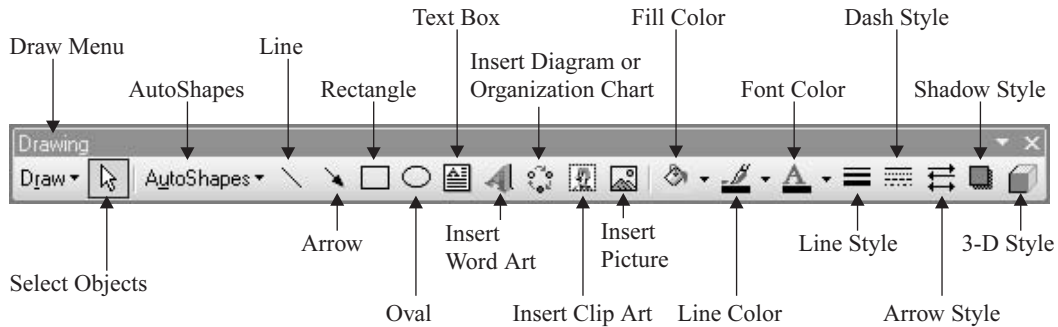 Text Box
Fill Color
Dash Style
Draw Menu
Line
Insert Diagram or
Organization Chart
AutoShapes
Rectangle
Font Color
Shadow Style
Drawing
Draw
AutoShapes
A
Arrow
Insert
Word Art
Insert
Picture
Line Style
3-D Style
Select Objects
Oval
Insert Clip Art
Line Color
Arrow Style